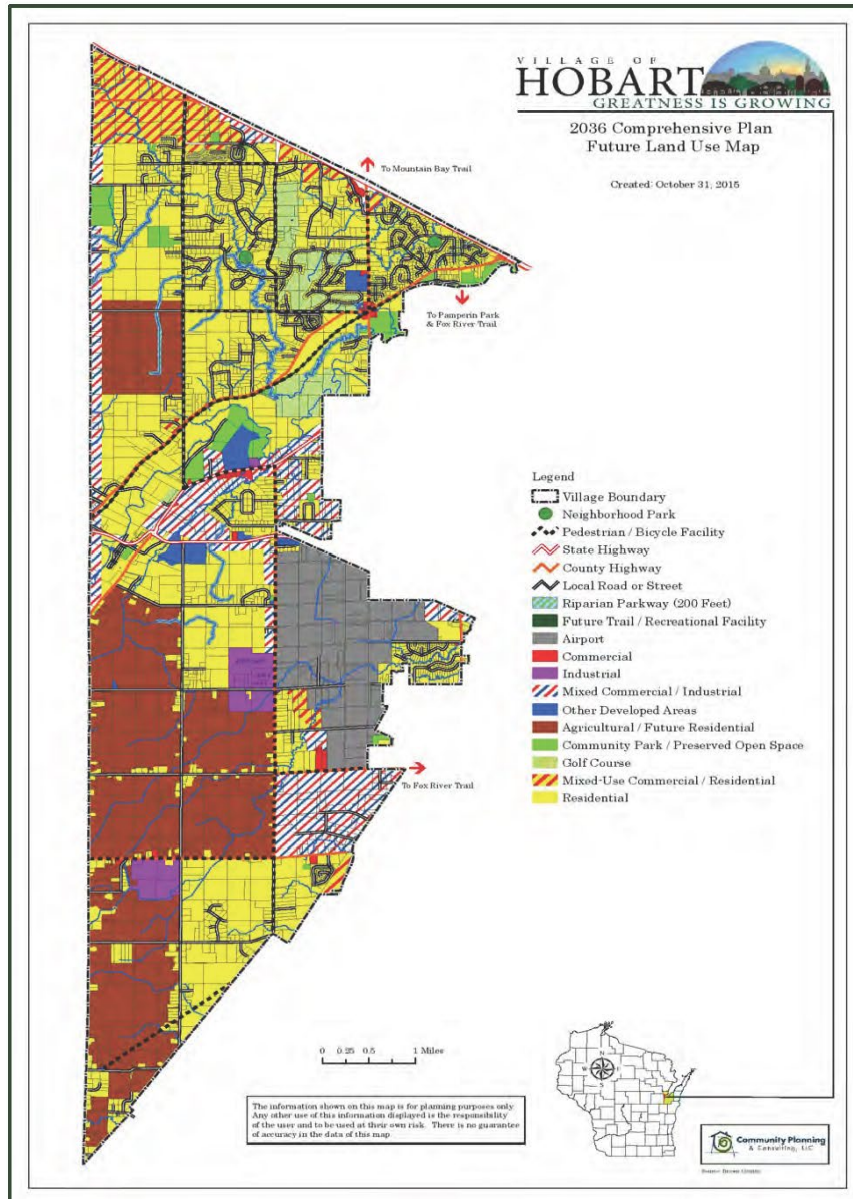 VILLAGE OF
HOBART
GREATNESS IS GROWING
2036 Comprehensive Plan
Future Land Use Map
Created: October 31, 2015
To Mountain Bay Trail
To Pamperin Park
& Fox River Trail
To Fox River Trail
Legend
Village Boundary
Neighborhood Park
Pedestrian / Bicycle Facility
State Highway
County Highway
Local Road or Street
Riparian Parkway (200 Feet)
Future Trail / Recreational Facility
Airport
Commercial
Industrial
Mixed Commercial / Industrial
Other Developed Areas
Agricultural / Future Residential
Community Park / Preserved Open Space
Golf Course
Mixed-Use Commercial / Residential
Residential
0 0.25 0.5 1 Miles
N
W E
S
The information shown on this map is for planning purposes only.
Any other use of this information displayed is the responsibility
of the user and to be used at their own risk. There is no guarantee
of accuracy in the data of this map
Community Planning
& Consulting, LLC
Source: Brown County